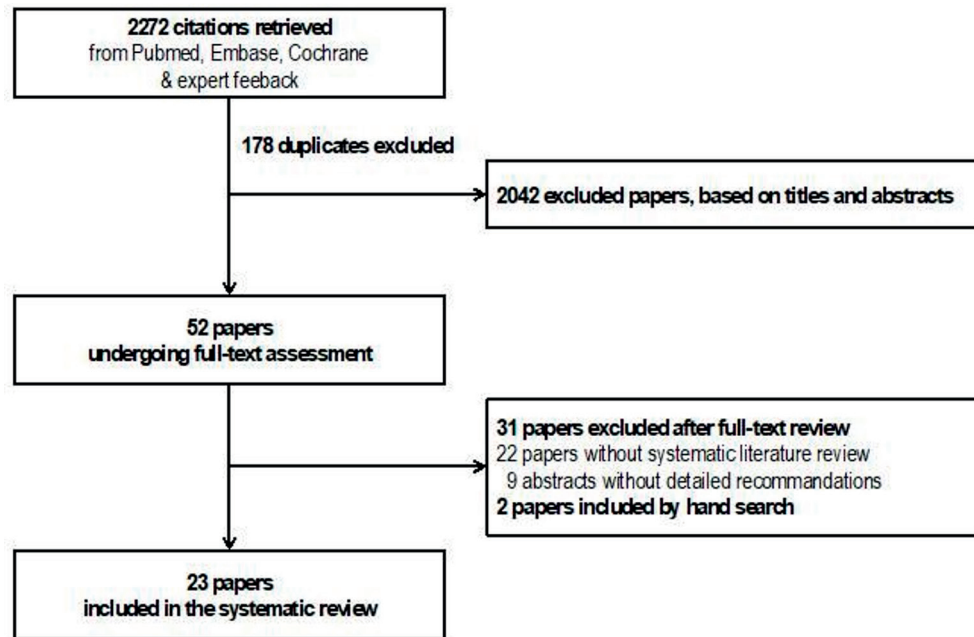 2272 citations retrieved
from Pubmed, Embase, Cochrane
& expert feeback
178 duplicates excluded
2042 excluded papers, based on titles and abstracts
52 papers
undergoing full-text assessment
31 papers excluded after full-text review
22 papers without systematic literature review
9 abstracts without detailed recommandations
2 papers included by hand search
23 papers
included in the systematic review